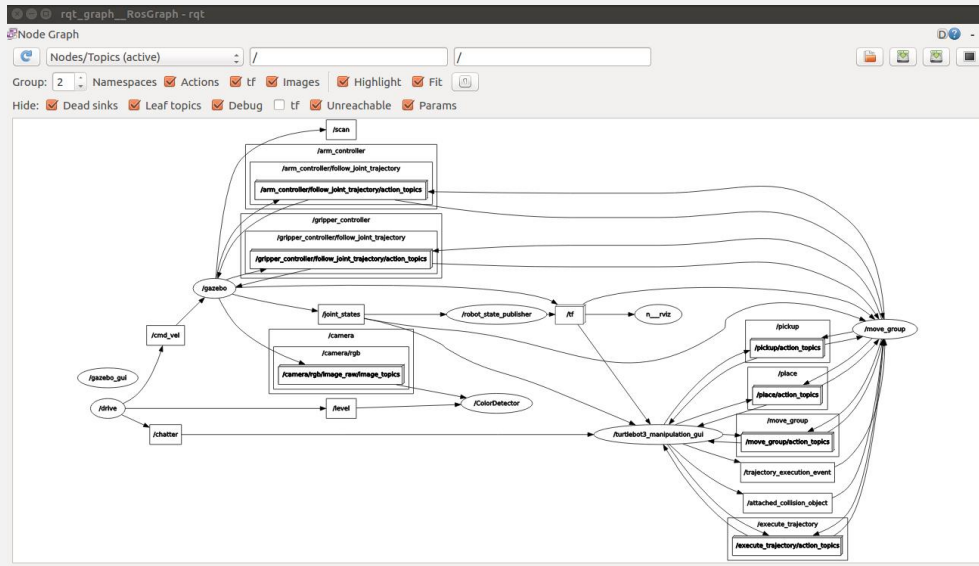 rqt_graph__RosGraph - rqt
Node Graph
D
-
Nodes/Topics (active)
/
/
Group: 2 Namespaces Actions tf Images Highlight Fit
Hide: Dead sinks Leaf topics Debug tf Unreachable Params
/scan
/arm_controller
/arm_controller/follow_joint_trajectory
/arm_controller/follow_joint_trajectory/action_topics
/gripper_controller
/gripper_controller/follow_joint_trajectory
/gripper_controller/follow_joint_trajectory/action_topics
/gazebo
/joint_states
/robot_state_publisher
/tf
n__rviz
/cmd_vel
/camera
/camera/rgb
/camera/rgb/image_raw/image_topics
/gazebo_gui
/drive
/level
/ColorDetector
/chatter
/turtlebot3_manipulation_gui
/pickup
/pickup/action_topics
/move_group
/place
/place/action_topics
/move_group
/move_group/action_topics
/trajectory_execution_event
/attached_collision_object
/execute_trajectory
/execute_trajectory/action_topics